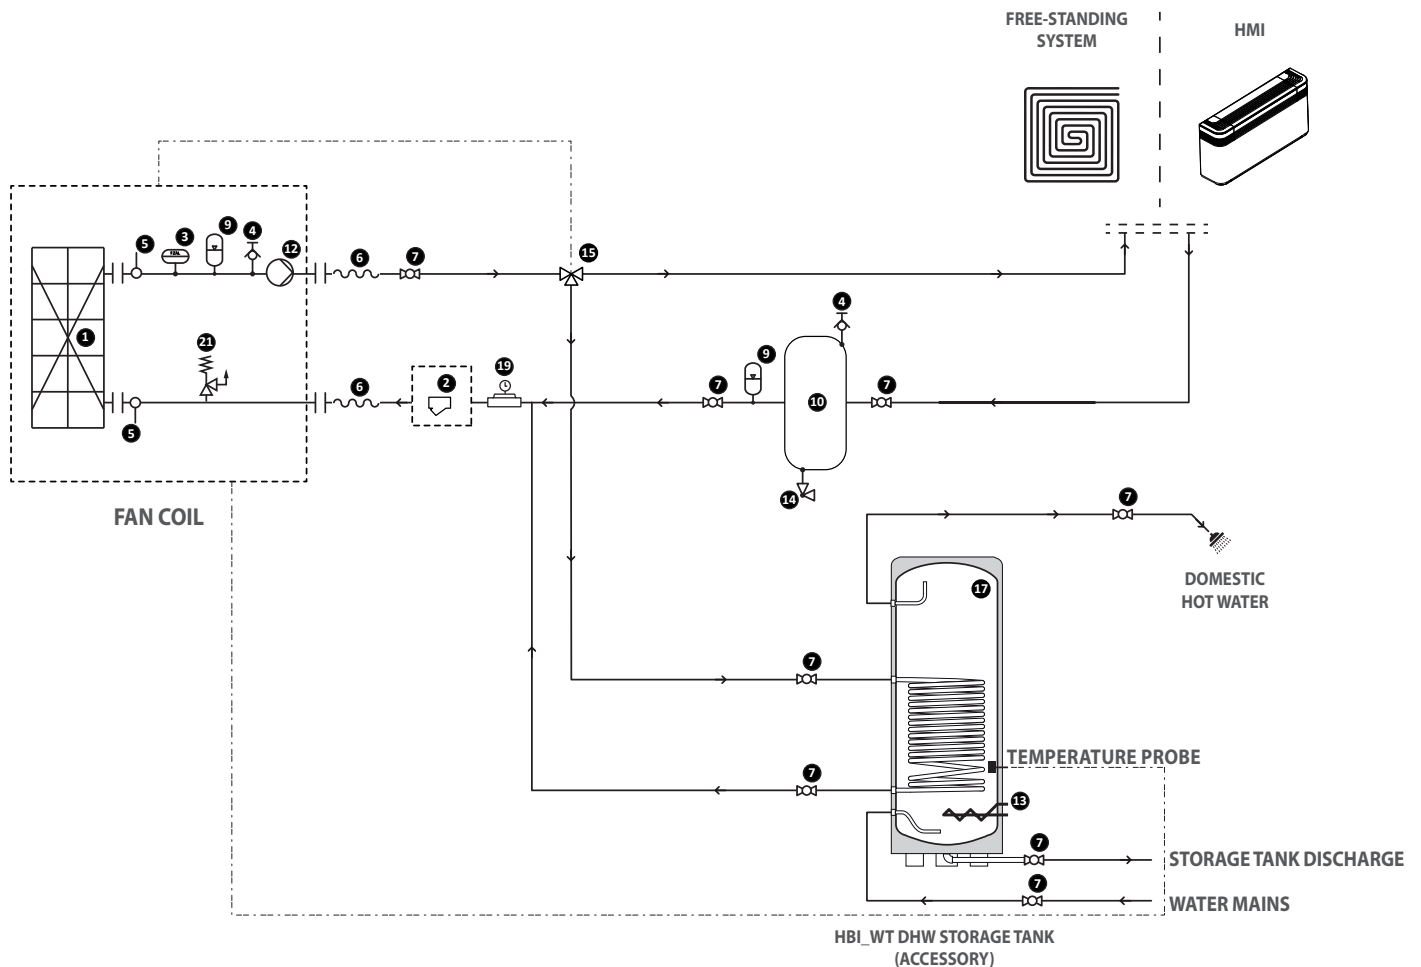 FREE-STANDING
SYSTEM
HMI
5
3
9
4
12
6
7
15
1
21
5
6
2
19
7
9
4
10
7
14
FAN COIL
7
DOMESTIC
HOT WATER
17
7
7
TEMPERATURE PROBE
13
7
STORAGE TANK DISCHARGE
7
WATER MAINS
HBI_WT DHW STORAGE TANK
(ACCESSORY)